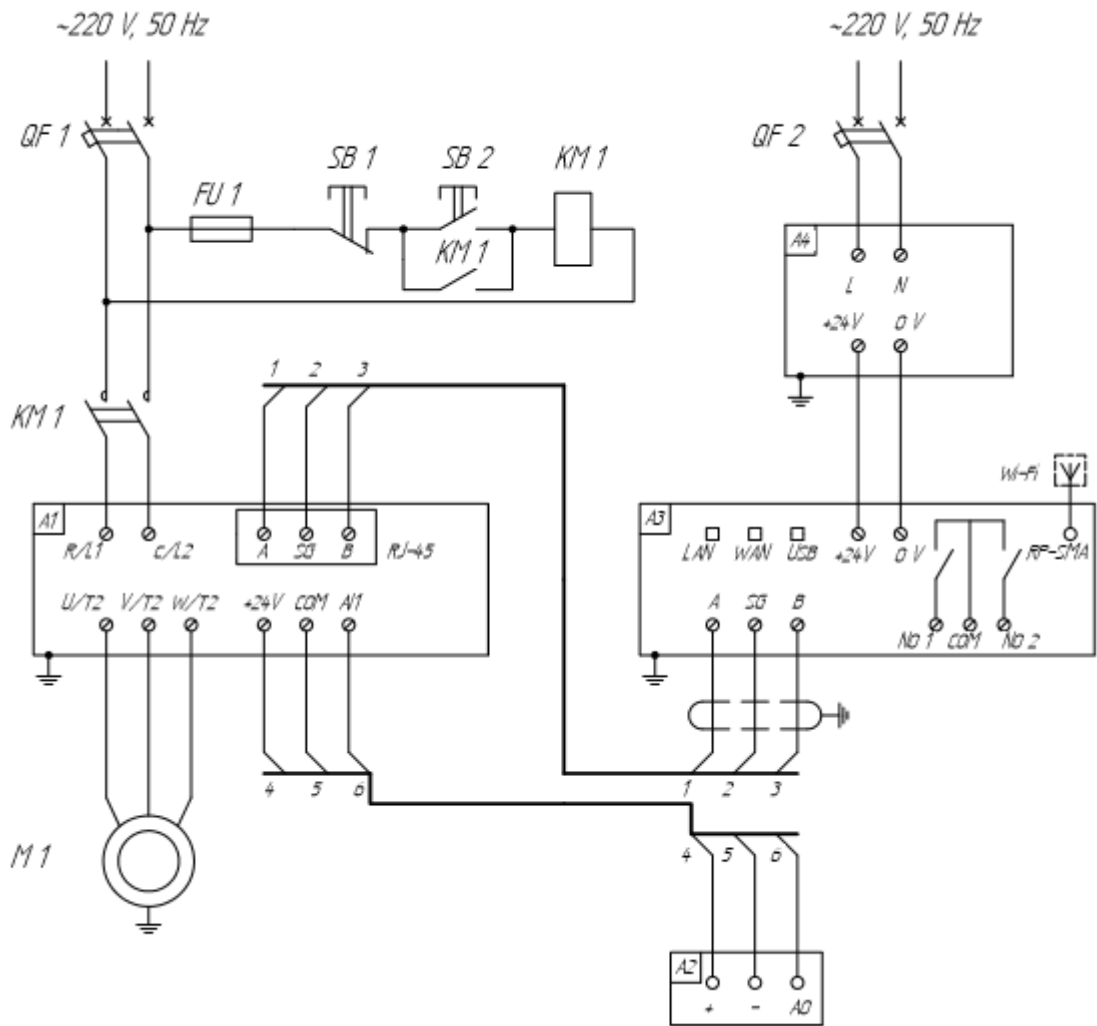 ~220 V, 50 Hz
~220 V, 50 Hz
QF 1
QF 2
SB 1
SB 2
KM 1
FU 1
KM 1
A4
L
N
+24V
0 V
1
2
3
KM 1
Wi-Fi
A1
R/L1
C/L2
A
SG
B
RJ-45
U/T2
V/T2
W/T2
+24V
COM
AI1
A3
LAN
WAN
USB
+24V
0 V
RP-SMA
A
SG
B
NO 1
COM
NO 2
4
5
6
1
2
3
M 1
4
5
6
A2
+
-
AO